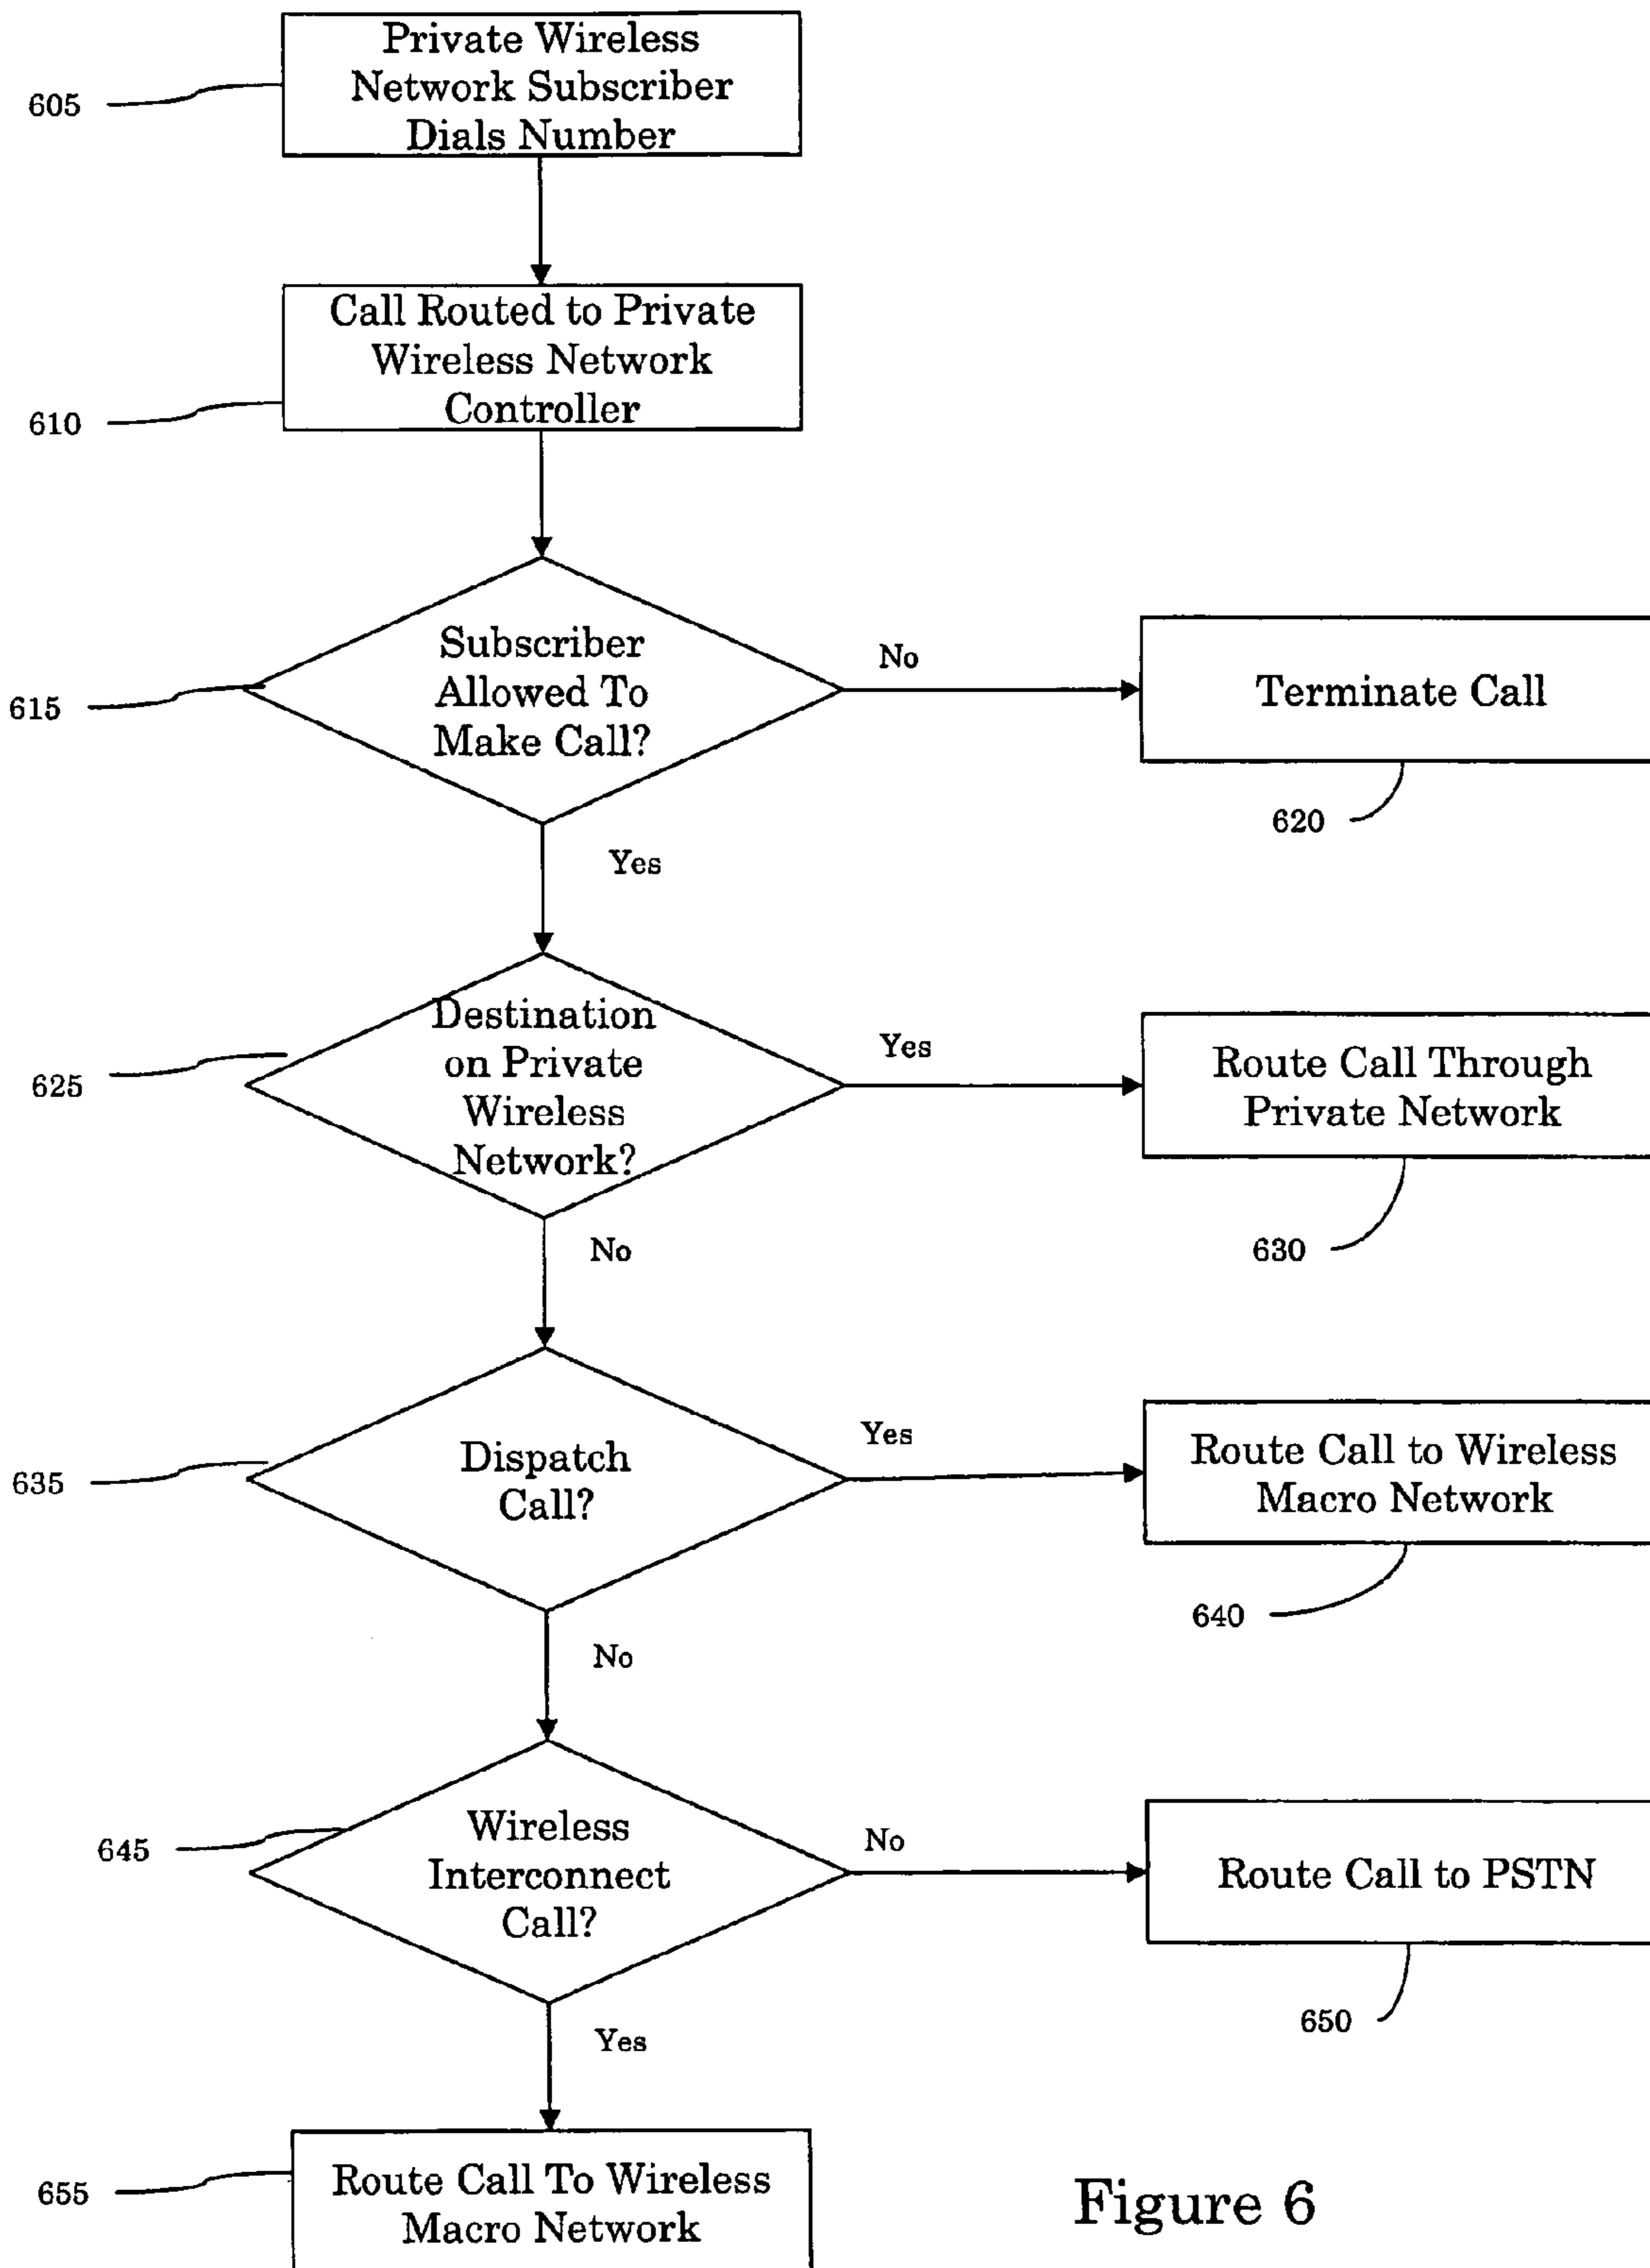 Private Wireless
Network Subscriber
Dials Number
605
Call Routed to Private
Wireless Network
Controller
610
Subscriber
Allowed To
Make Call?
615
No
Terminate Call
620
Yes
Destination
on Private
Wireless
Network?
625
Yes
Route Call Through
Private Network
630
No
Dispatch
Call?
635
Yes
Route Call to Wireless
Macro Network
640
No
Wireless
Interconnect
Call?
645
No
Route Call to PSTN
650
Yes
Route Call To Wireless
Macro Network
655
Figure 6